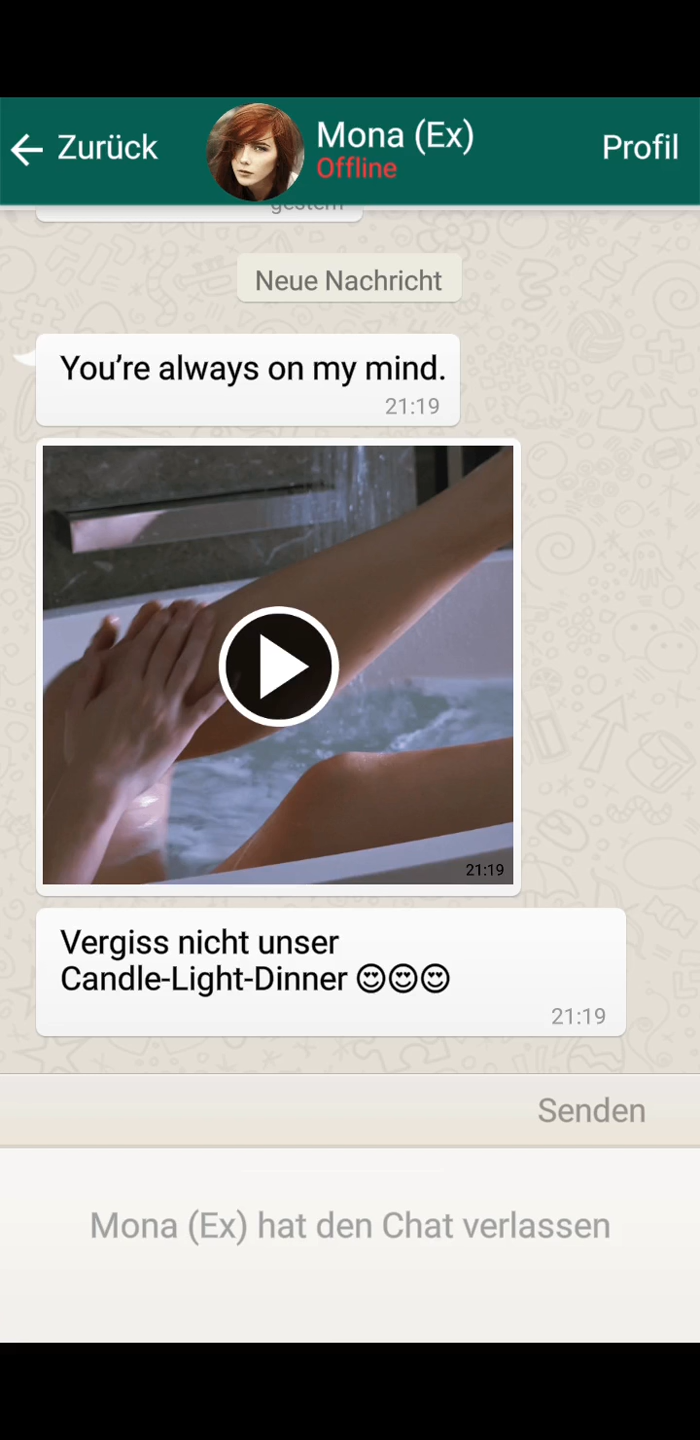 Zurück
Mona (Ex)
Offline
Profil
gestern
Neue Nachricht
You’re always on my mind.
21:19
21:19
Vergiss nicht unser
Candle-Light-Dinner 😍😍😍
21:19
Senden
Mona (Ex) hat den Chat verlassen